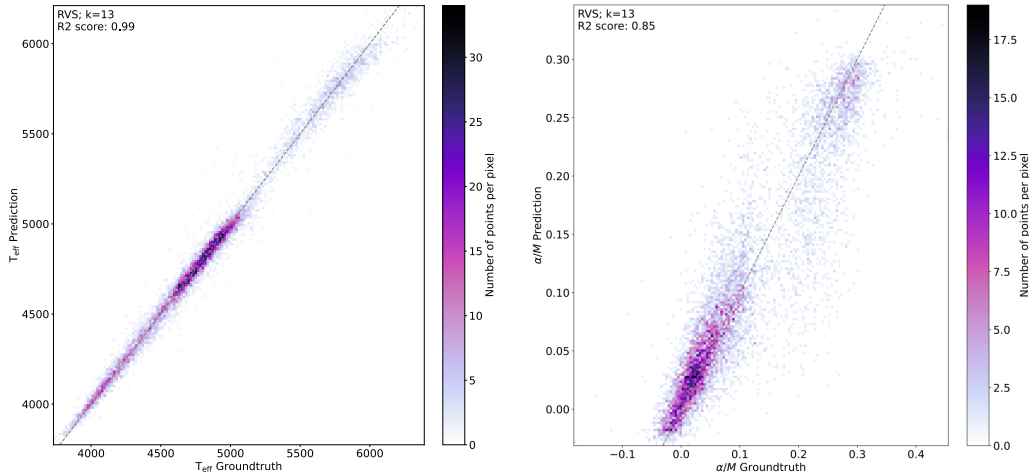 RVS; k=13
R2 score: 0.99
6000
5500
5000
4500
4000
T_eff Prediction
4000 4500 5000 5500 6000
T_eff Groundtruth
30
25
20
15
10
5
0
Number of points per pixel
RVS; k=13
R2 score: 0.85
0.30
0.25
0.20
0.15
0.10
0.05
0.00
α/M Prediction
−0.1 0.0 0.1 0.2 0.3 0.4
α/M Groundtruth
17.5
15.0
12.5
10.0
7.5
5.0
2.5
0.0
Number of points per pixel